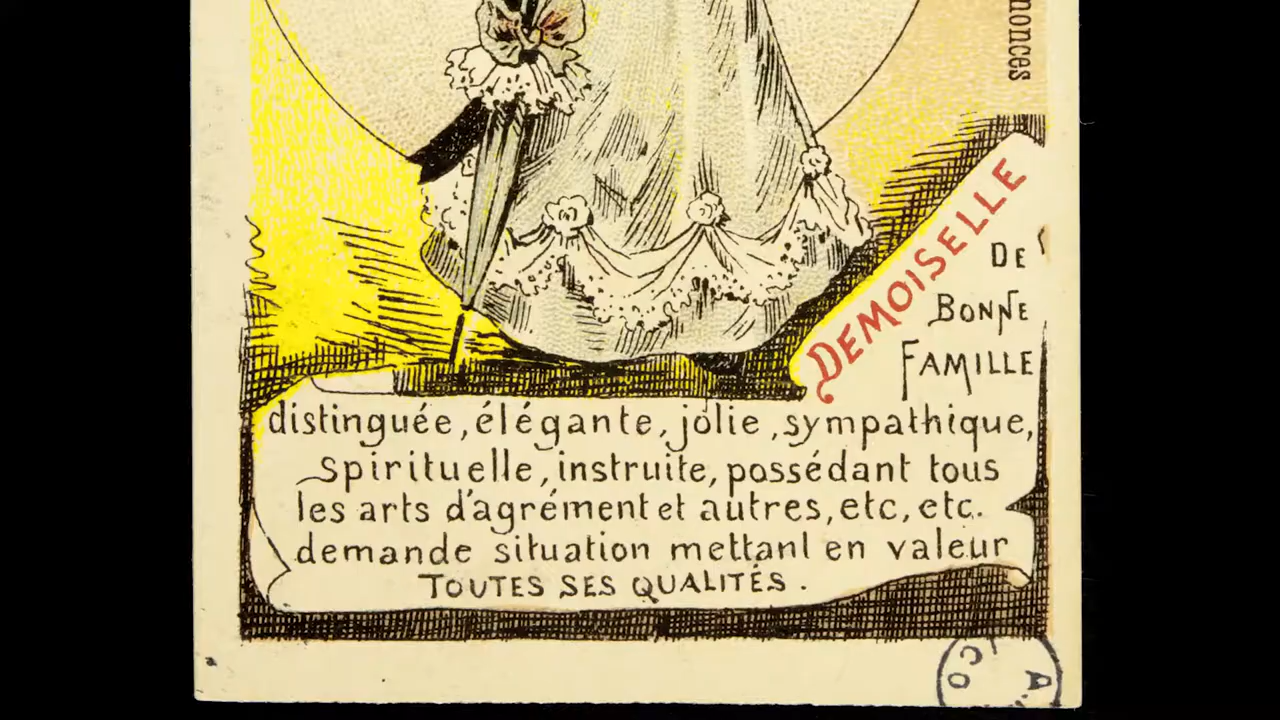 nonces
DEMOISELLE
DE
BONNE
FAMILLE
distinguée, élégante, jolie, sympathique,
spirituelle, instruite, possédant tous
les arts d'agrément et autres, etc, etc.
demande situation mettant en valeur
TOUTES SES QUALITÉS.
CO
A